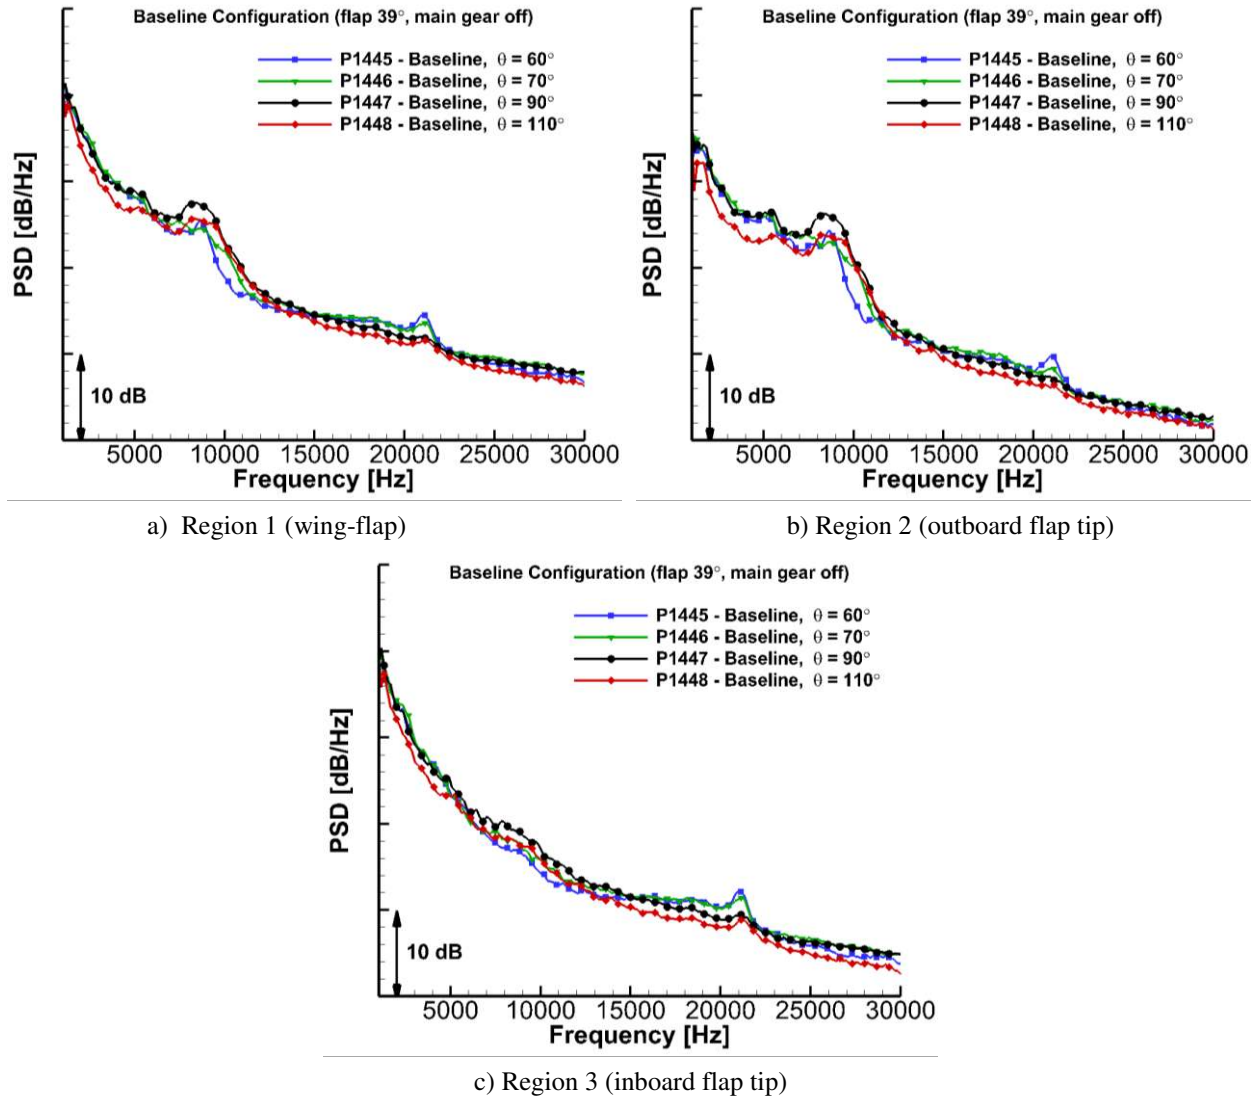 Baseline Configuration (flap 39°, main gear off)
P1445 - Baseline, θ = 60°
P1446 - Baseline, θ = 70°
P1447 - Baseline, θ = 90°
P1448 - Baseline, θ = 110°
PSD [dB/Hz]
10 dB
5000 10000 15000 20000 25000 30000
Frequency [Hz]
a) Region 1 (wing-flap)
Baseline Configuration (flap 39°, main gear off)
P1445 - Baseline, θ = 60°
P1446 - Baseline, θ = 70°
P1447 - Baseline, θ = 90°
P1448 - Baseline, θ = 110°
PSD [dB/Hz]
10 dB
5000 10000 15000 20000 25000 30000
Frequency [Hz]
b) Region 2 (outboard flap tip)
Baseline Configuration (flap 39°, main gear off)
P1445 - Baseline, θ = 60°
P1446 - Baseline, θ = 70°
P1447 - Baseline, θ = 90°
P1448 - Baseline, θ = 110°
PSD [dB/Hz]
10 dB
5000 10000 15000 20000 25000 30000
Frequency [Hz]
c) Region 3 (inboard flap tip)